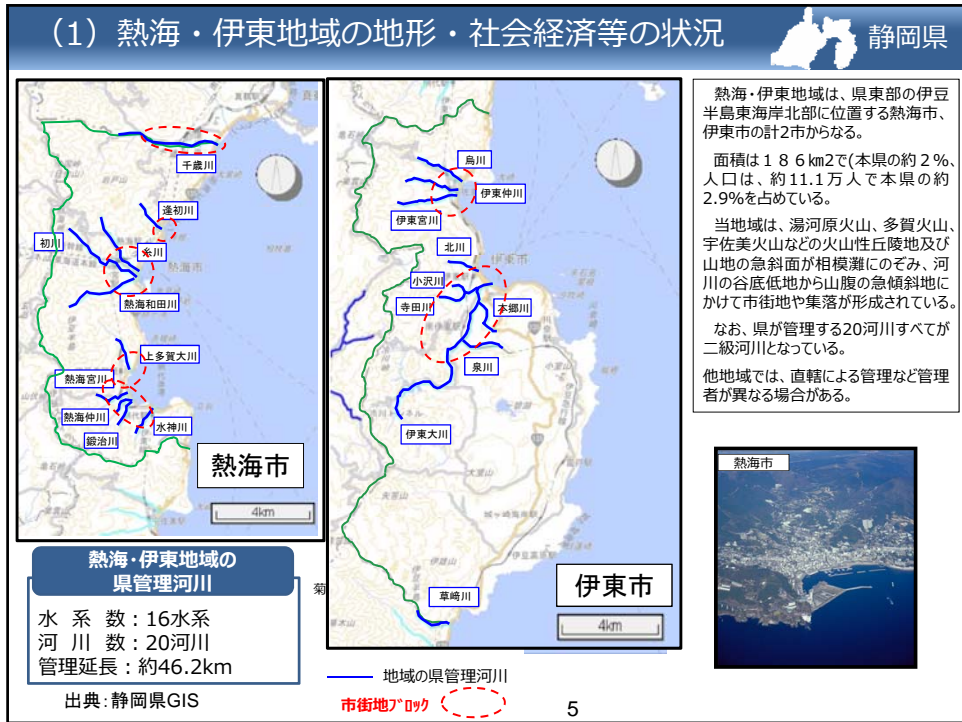 (1)熱海・伊東地域の地形・社会経済等の状況
静岡県
千歳川
逢初川
初川
糸川
熱海市
熱海和田川
上多賀大川
熱海宮川
熱海仲川
水神川
鍛治川
熱海市
4km
烏川
伊東仲川
伊東宮川
北川
伊東市
小沢川
寺田川
本郷川
泉川
伊東大川
草崎川
伊東市
4km
熱海・伊東地域は、県東部の伊豆
半島東海岸北部に位置する熱海市、
伊東市の計2市からなる。
面積は186km2で(本県の約2%、
人口は、約11.1万人で本県の約
2.9%を占めている。
当地域は、湯河原火山、多賀火山、
宇佐美火山などの火山性丘陵地及び
山地の急斜面が相模灘にのぞみ、河
川の谷底低地から山腹の急傾斜地に
かけて市街地や集落が形成されている。
なお、県が管理する20河川すべてが
二級河川となっている。
他地域では、直轄による管理など管理
者が異なる場合がある。
熱海市
熱海・伊東地域の
県管理河川
水 系 数:16水系
河 川 数:20河川
管理延長:約46.2km
菊
出典:静岡県GIS
地域の県管理河川
市街地ブロック
5